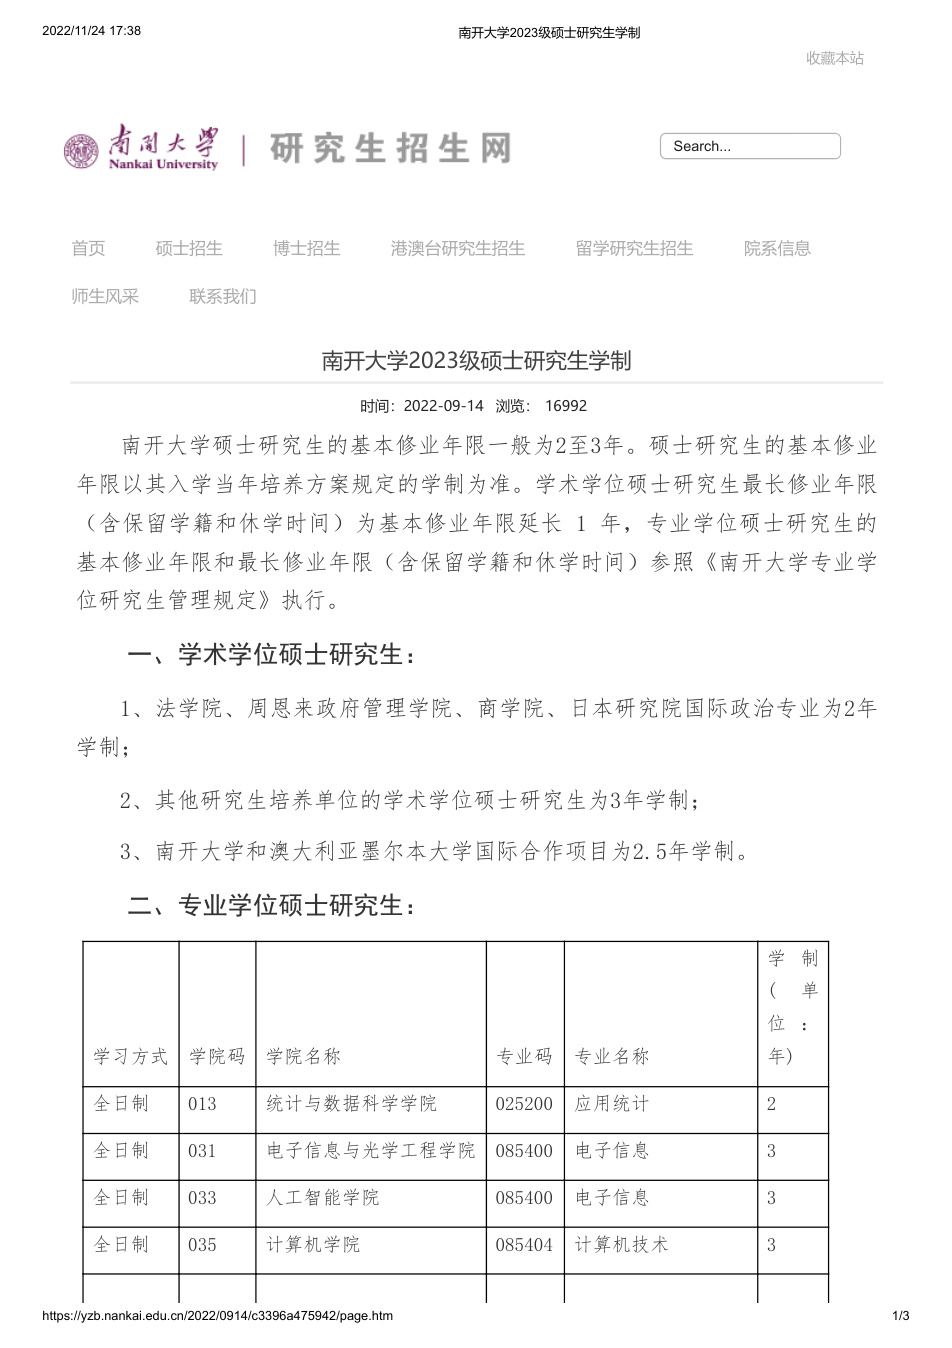 2022/11/24 17:38 南开大学2023级硕士研究生学制
收藏本站
南開大学 Nankai University | 研究生招生网
Search...
首页 硕士招生 博士招生 港澳台研究生招生 留学研究生招生 院系信息
师生风采 联系我们
南开大学2023级硕士研究生学制
时间：2022-09-14 浏览： 16992
南开大学硕士研究生的基本修业年限一般为2至3年。硕士研究生的基本修业
年限以其入学当年培养方案规定的学制为准。学术学位硕士研究生最长修业年限
（含保留学籍和休学时间）为基本修业年限延长 1 年，专业学位硕士研究生的
基本修业年限和最长修业年限（含保留学籍和休学时间）参照《南开大学专业学
位研究生管理规定》执行。
一、学术学位硕士研究生：
1、法学院、周恩来政府管理学院、商学院、日本研究院国际政治专业为2年
学制；
2、其他研究生培养单位的学术学位硕士研究生为3年学制；
3、南开大学和澳大利亚墨尔本大学国际合作项目为2.5年学制。
二、专业学位硕士研究生：
学习方式 学院码 学院名称 专业码 专业名称 学制(单位：年)
全日制 013 统计与数据科学学院 025200 应用统计 2
全日制 031 电子信息与光学工程学院 085400 电子信息 3
全日制 033 人工智能学院 085400 电子信息 3
全日制 035 计算机学院 085404 计算机技术 3
https://yzb.nankai.edu.cn/2022/0914/c3396a475942/page.htm 1/3